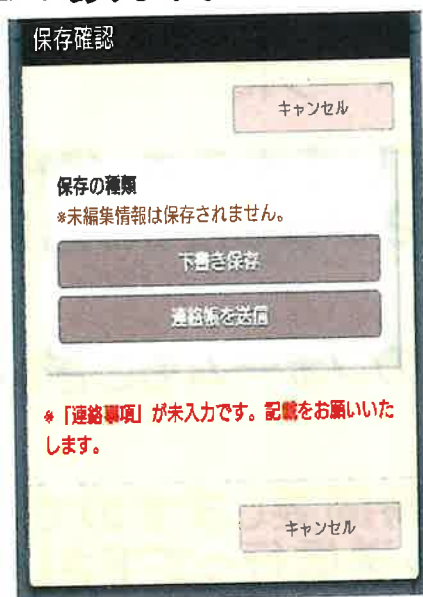 保存確認
キャンセル
保存の種類
※未編集情報は保存されません。
下書き保存
連絡帳を送信
※「連絡事項」が未入力です。記載をお願いいた
します。
キャンセル